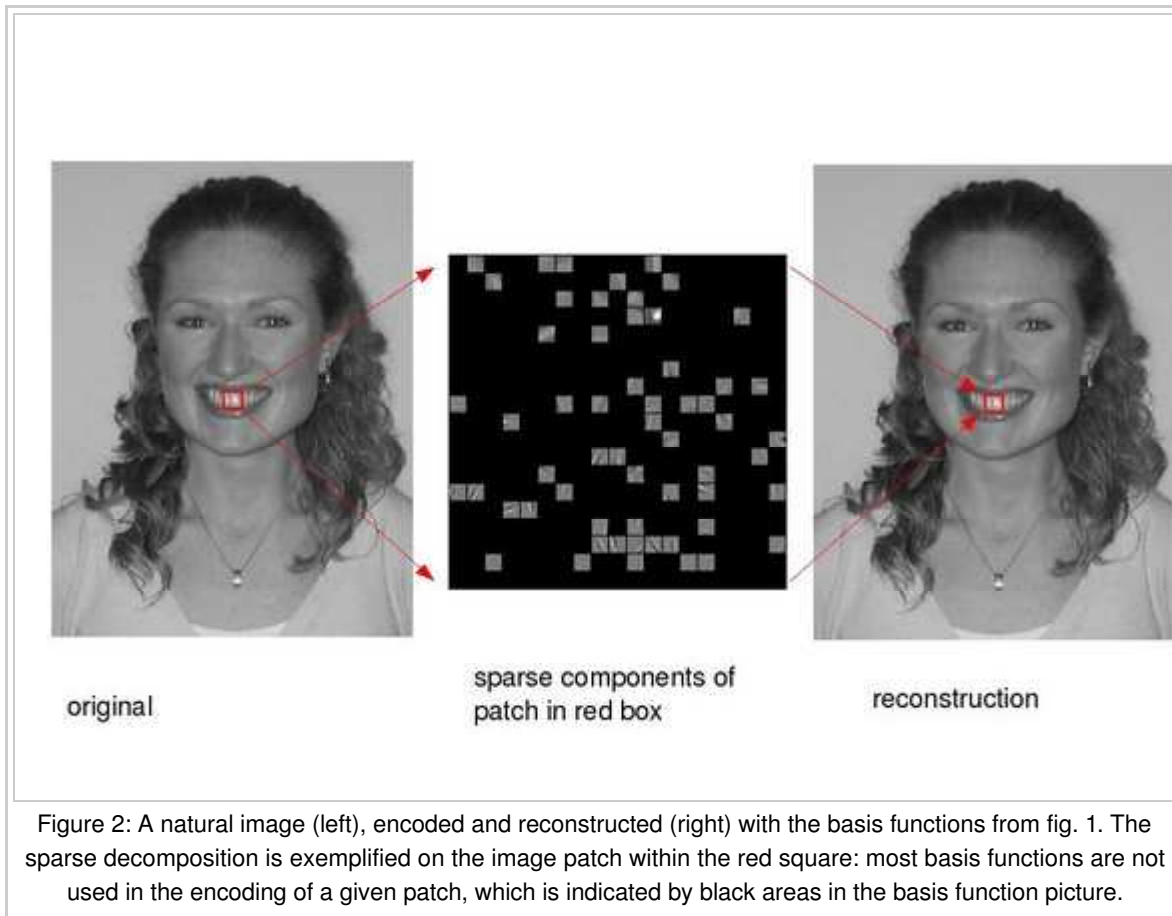 original
sparse components of
patch in red box
reconstruction
Figure 2: A natural image (left), encoded and reconstructed (right) with the basis functions from fig. 1. The
sparse decomposition is exemplified on the image patch within the red square: most basis functions are not
used in the encoding of a given patch, which is indicated by black areas in the basis function picture.